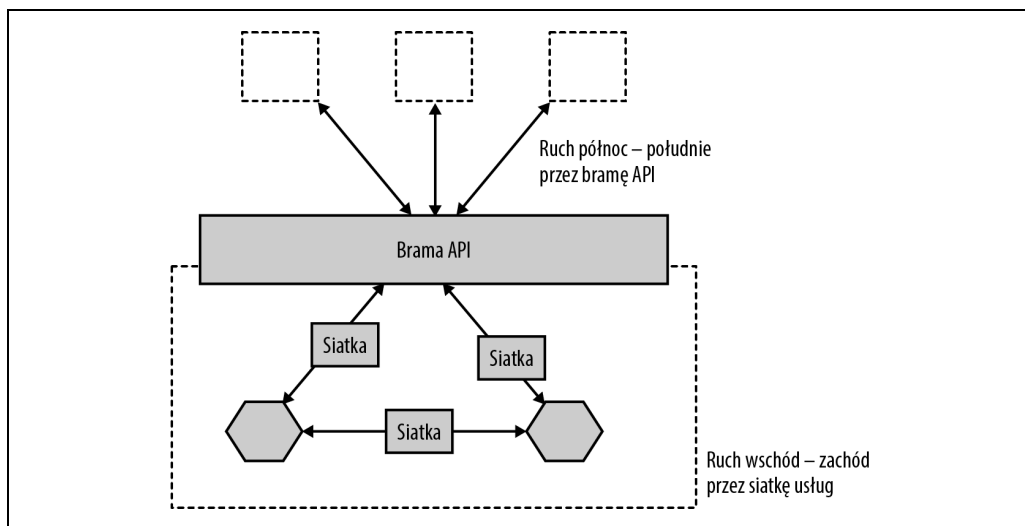 Ruch północ – południe
przez bramę API
Brama API
Siatka
Siatka
Siatka
Ruch wschód – zachód
przez siatkę usług